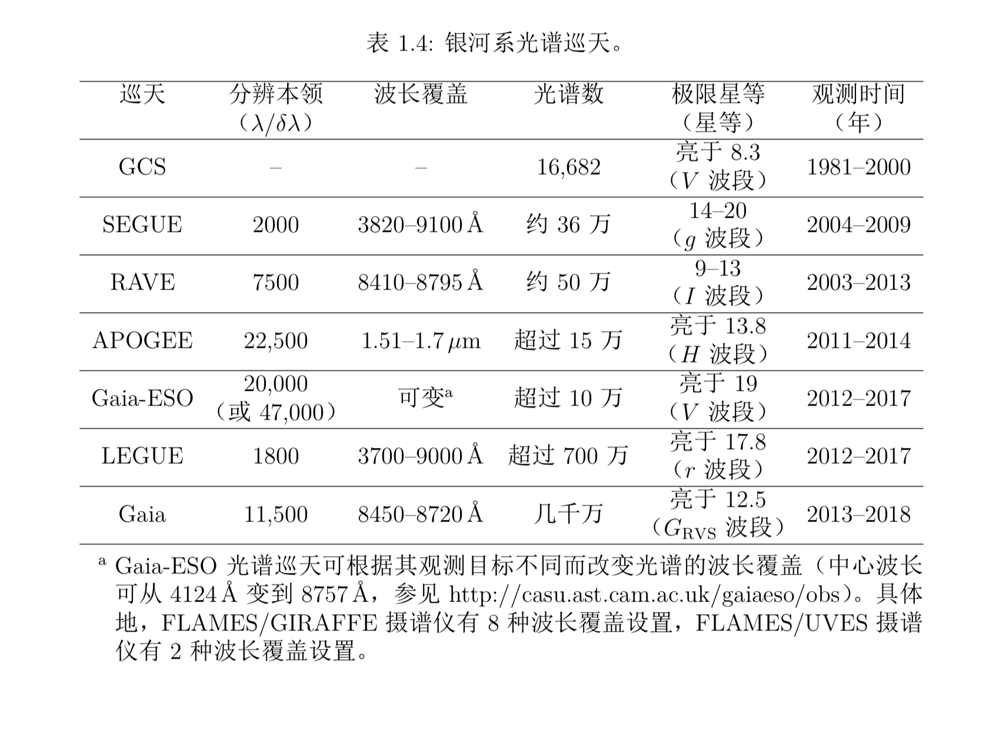 表 1.4: 银河系光谱巡天。
巡天 分辨本领 波长覆盖 光谱数 极限星等 观测时间
（λ/δλ） （星等） （年）
GCS – – 16,682 亮于 8.3 （V 波段） 1981–2000
SEGUE 2000 3820–9100 Å 约 36 万 14–20 （g 波段） 2004–2009
RAVE 7500 8410–8795 Å 约 50 万 9–13 （I 波段） 2003–2013
APOGEE 22,500 1.51–1.7 μm 超过 15 万 亮于 13.8 （H 波段） 2011–2014
Gaia-ESO 20,000 （或 47,000） 可变ᵃ 超过 10 万 亮于 19 （V 波段） 2012–2017
LEGUE 1800 3700–9000 Å 超过 700 万 亮于 17.8 （r 波段） 2012–2017
Gaia 11,500 8450–8720 Å 几千万 亮于 12.5 （G_RVS 波段） 2013–2018
ᵃ Gaia-ESO 光谱巡天可根据其观测目标不同而改变光谱的波长覆盖（中心波长
可从 4124 Å 变到 8757 Å，参见 http://casu.ast.cam.ac.uk/gaiaeso/obs）。具体
地，FLAMES/GIRAFFE 摄谱仪有 8 种波长覆盖设置，FLAMES/UVES 摄谱
仪有 2 种波长覆盖设置。